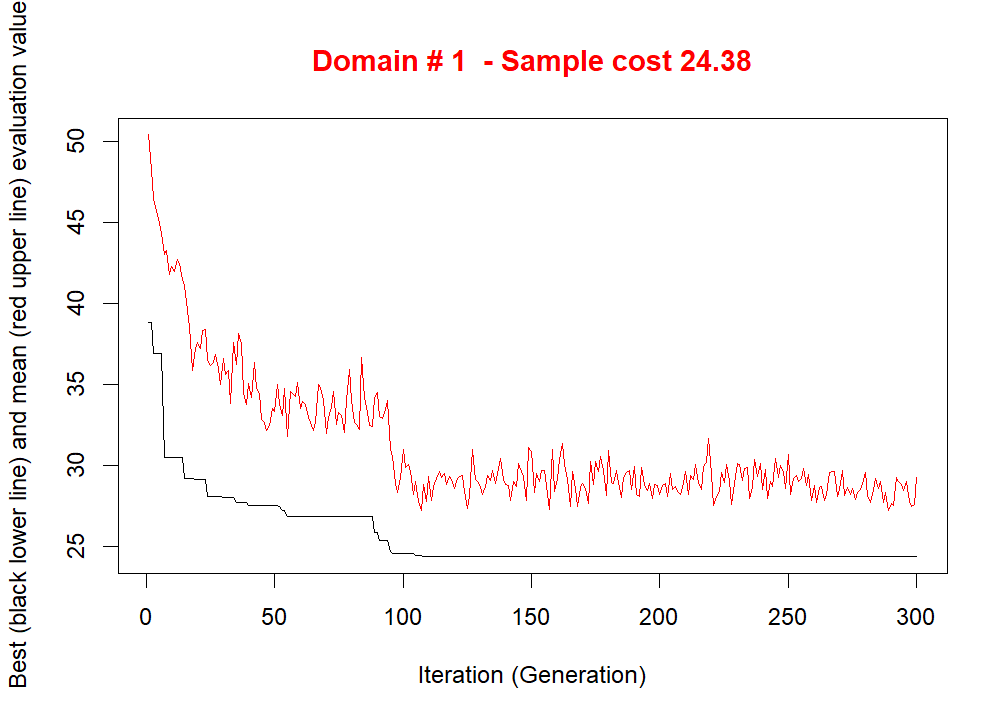 Domain # 1  - Sample cost 24.38
Best (black lower line) and mean (red upper line) evaluation value
50
45
40
35
30
25
0 50 100 150 200 250 300
Iteration (Generation)